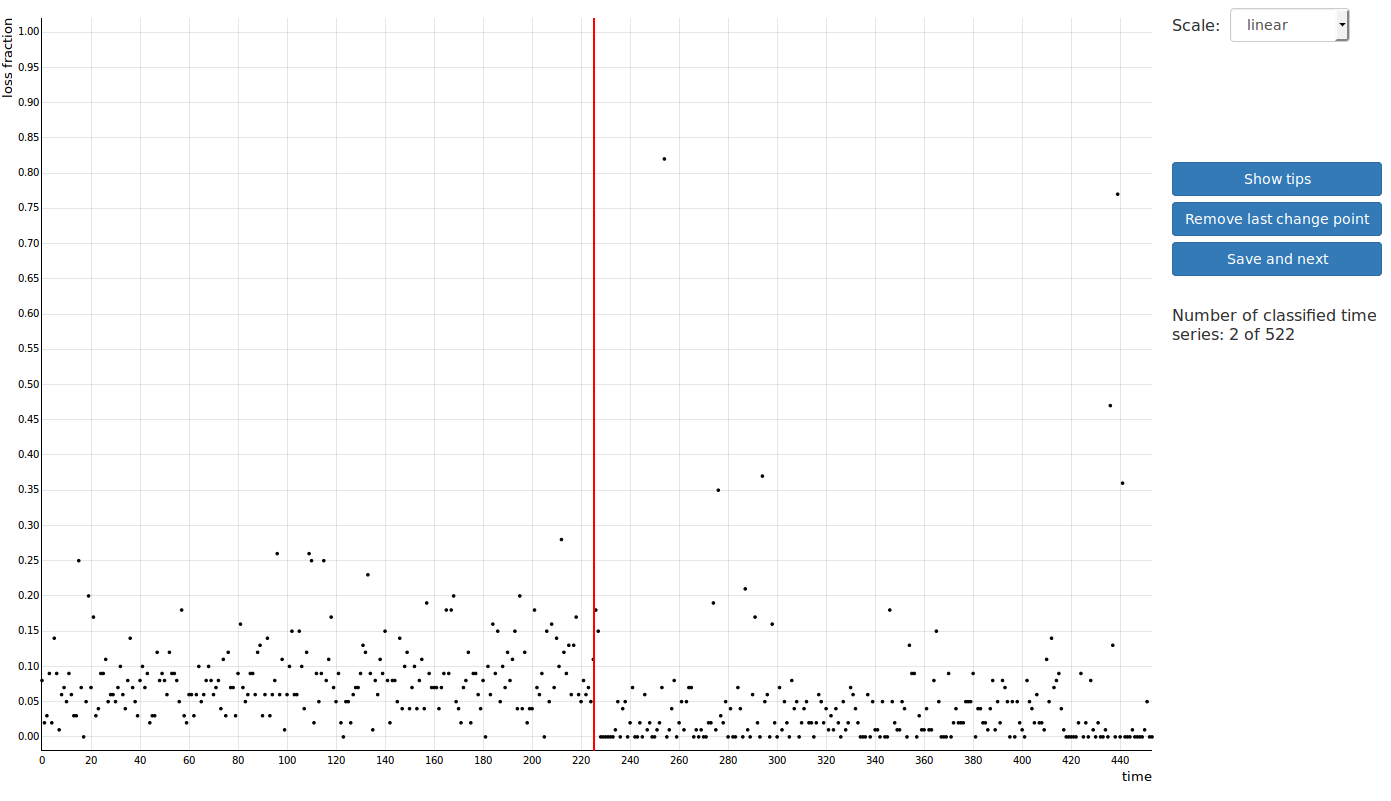 loss fraction
1.00
0.95
0.90
0.85
0.80
0.75
0.70
0.65
0.60
0.55
0.50
0.45
0.40
0.35
0.30
0.25
0.20
0.15
0.10
0.05
0.00
0 20 40 60 80 100 120 140 160 180 200 220 240 260 280 300 320 340 360 380 400 420 440
time
Scale: linear
Show tips
Remove last change point
Save and next
Number of classified time
series: 2 of 522